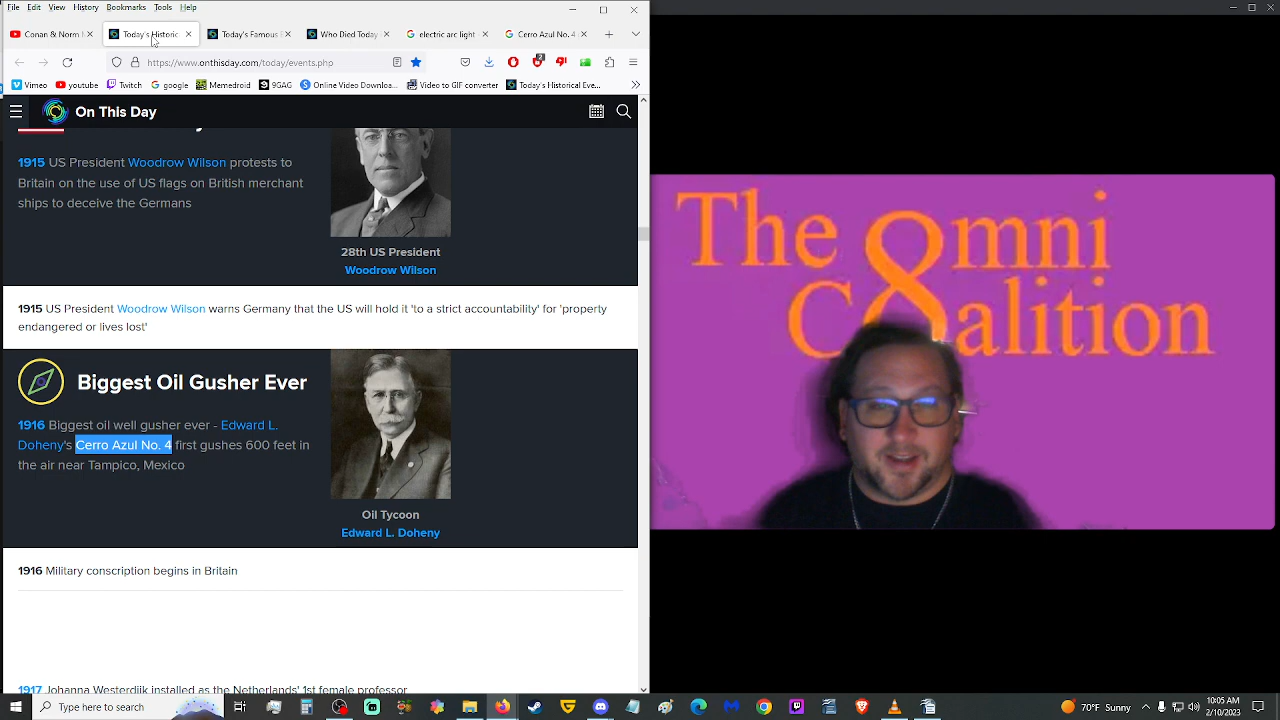 File Edit View History Bookmarks Tools Help
Conan & Norm
Today's Historic
Today's Famous
Who Died Today
electric arc light -
Cerro Azul No. 4
https://www.onthisday.com/today/events.php
2
Vimeo youtube Twitch google Memedroid 9GAG Online Video Downloa... Video to GIF converter Today's Historical Eve...
On This Day
1915 US President Woodrow Wilson protests to
Britain on the use of US flags on British merchant
ships to deceive the Germans
28th US President
Woodrow Wilson
1915 US President Woodrow Wilson warns Germany that the US will hold it 'to a strict accountability' for 'property
endangered or lives lost'
Biggest Oil Gusher Ever
1916 Biggest oil well gusher ever - Edward L.
Doheny's Cerro Azul No. 4 first gushes 600 feet in
the air near Tampico, Mexico
Oil Tycoon
Edward L. Doheny
1916 Military conscription begins in Britain
1917 Johanna Westerdijk installed as the Netherlands' 1st female professor
The Omni
Coalition
Type here to search
70°F Sunny
10:05 AM
2/10/2023